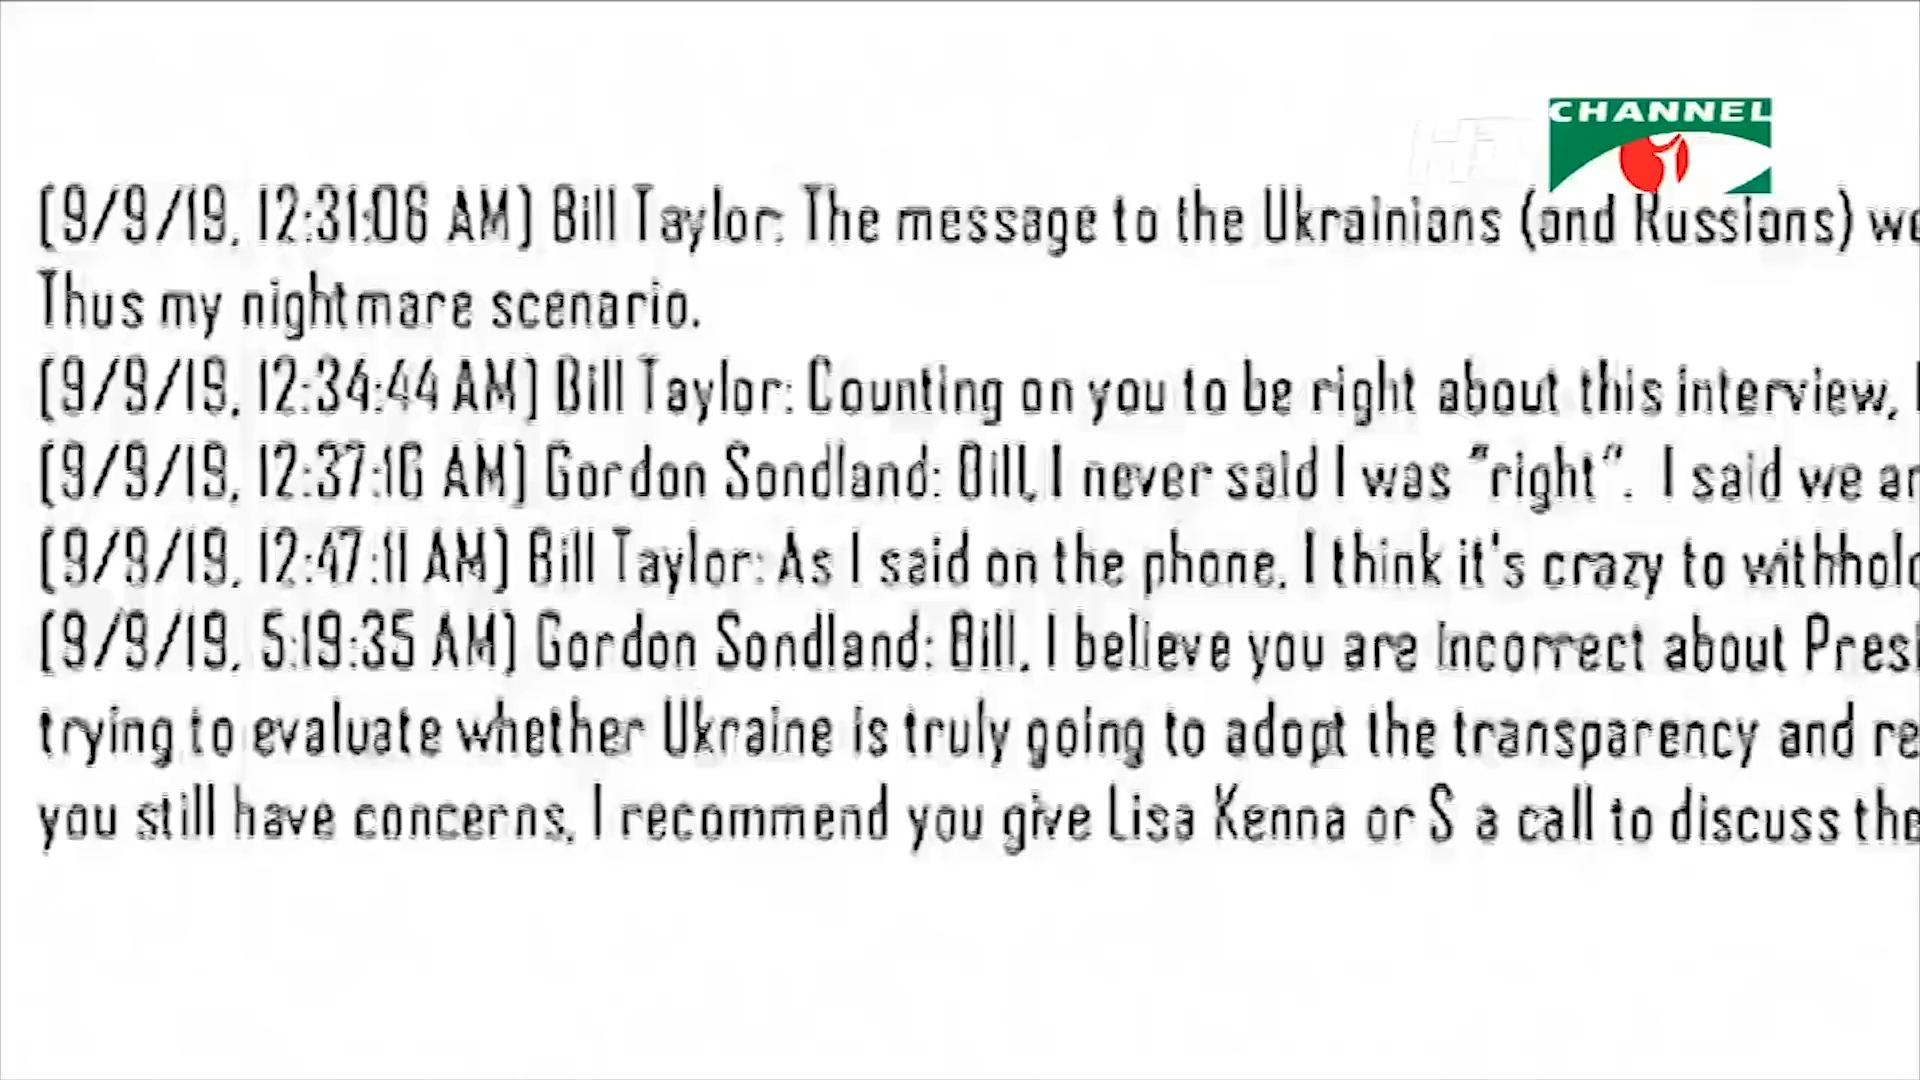 CHANNEL
[9/9/19, 12:31:06 AM] Bill Taylor: The message to the Ukrainians (and Russians) we
Thus my nightmare scenario.
[9/9/19, 12:34:44 AM] Bill Taylor: Counting on you to be right about this interview,
[9/9/19, 12:37:16 AM] Gordon Sondland: Bill, I never said I was "right". I said we ar
[9/9/19, 12:47:11 AM] Bill Taylor: As I said on the phone, I think it's crazy to withhold
[9/9/19, 5:19:35 AM] Gordon Sondland: Bill, I believe you are incorrect about Presi
trying to evaluate whether Ukraine is truly going to adopt the transparency and re
you still have concerns, I recommend you give Lisa Kenna or S a call to discuss the